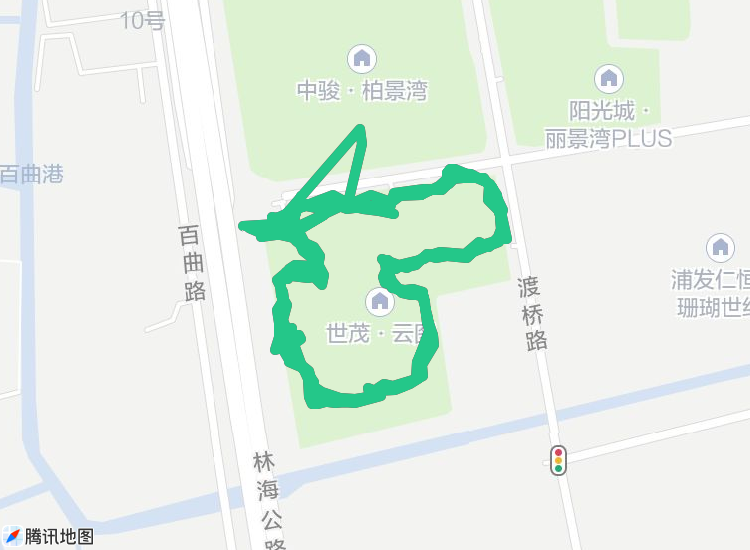 10号
中骏·柏景湾
阳光城·
丽景湾PLUS
百曲港
百曲路
浦发仁恒
珊瑚世纪
渡桥路
世茂·云图
林海公路
腾讯地图